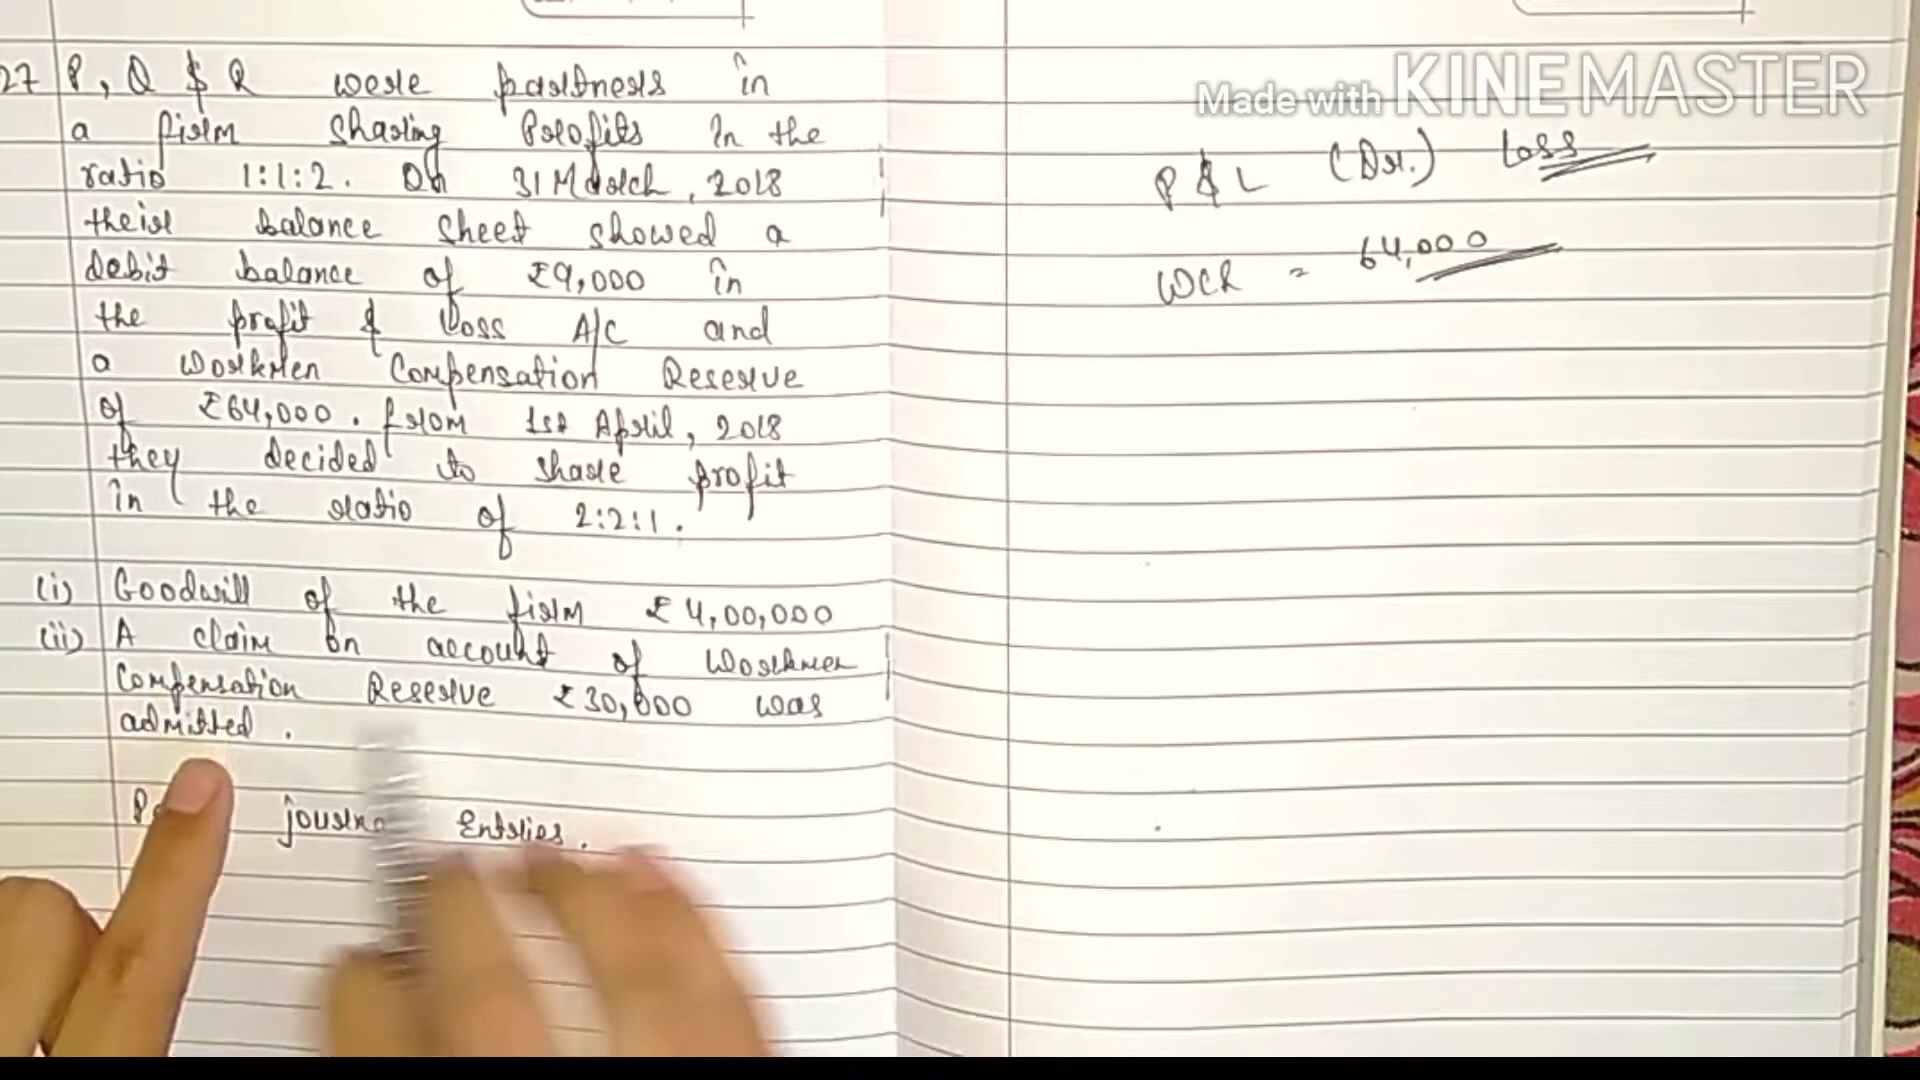 27 P, Q & R were partners in
a firm sharing Profits in the
ratio 1:1:2. On 31 March, 2018
their balance sheet showed a
debit balance of ₹9,000 in
the profit & Loss A/C and
a Workmen Compensation Reserve
of ₹64,000. from 1st April, 2018
they decided to share profit
in the ratio of 2:2:1.
(i) Goodwill of the firm ₹4,00,000
(ii) A claim on account of Workmen
Compensation Reserve ₹30,000 was
admitted.
Entries.
Made with KINEMASTER
P & L (Dr.) Loss
WCR = 64,000